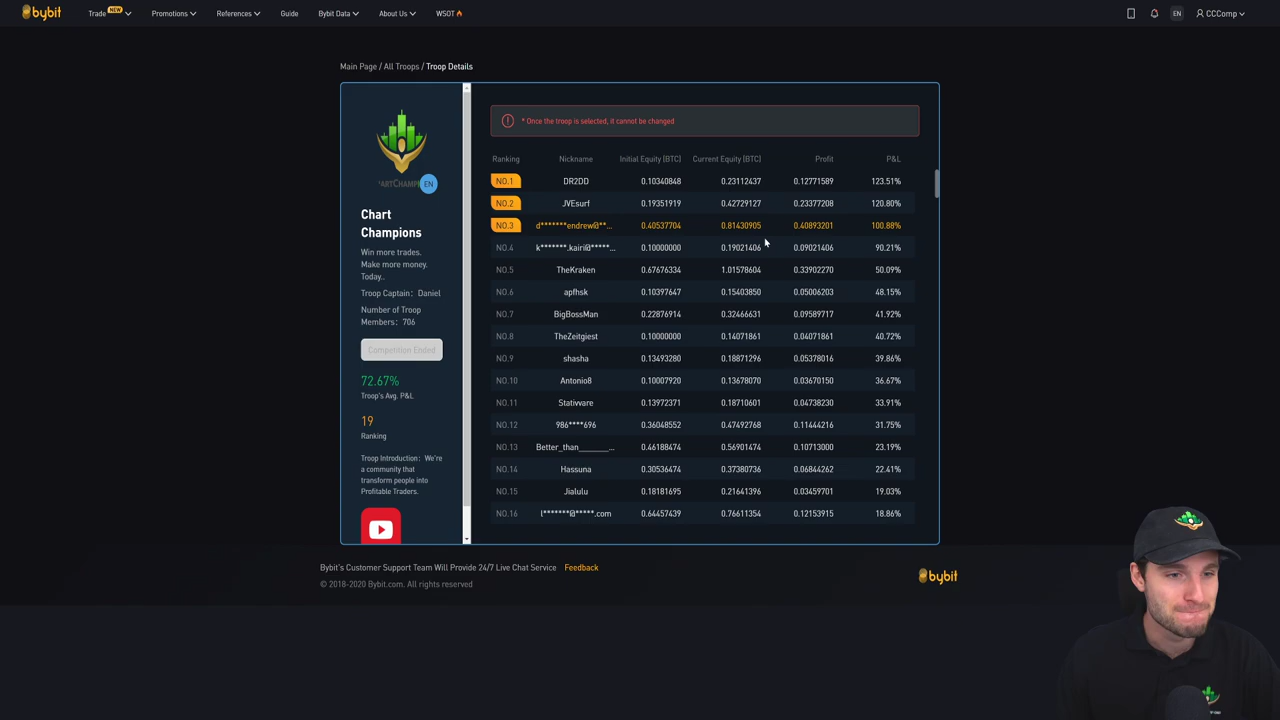 bybit Trade NEW Promotions References Guide Bybit Data About Us WSOT EN CCComp
Main Page / All Troops / Troop Details
EN
Chart
Champions
Win more trades.
Make more money.
Today..
Troop Captain: Daniel
Number of Troop
Members: 706
Competition Ended
72.67%
Troop's Avg. P&L
19
Ranking
Troop Introduction: We're
a community that
transform people into
Profitable Traders.
* Once the troop is selected, it cannot be changed
Ranking Nickname Initial Equity (BTC) Current Equity (BTC) Profit P&L
NO.1 DR2DD 0.10340848 0.23112437 0.12771589 123.51%
NO.2 JVEsurf 0.19351919 0.42729127 0.23377208 120.80%
NO.3 d*******endrew@**... 0.40537704 0.81430905 0.40893201 100.88%
NO.4 k*******.kairi@*****... 0.10000000 0.19021406 0.09021406 90.21%
NO.5 TheKraken 0.67676334 1.01578604 0.33902270 50.09%
NO.6 apfhsk 0.10397647 0.15403850 0.05006203 48.15%
NO.7 BigBossMan 0.22876914 0.32466631 0.09589717 41.92%
NO.8 TheZeitgiest 0.10000000 0.14071861 0.04071861 40.72%
NO.9 shasha 0.13493280 0.18871296 0.05378016 39.86%
NO.10 Antonio8 0.10007920 0.13678070 0.03670150 36.67%
NO.11 Stativvare 0.13972371 0.18710601 0.04738230 33.91%
NO.12 986****696 0.36048552 0.47492768 0.11444216 31.75%
NO.13 Better_than______... 0.46188474 0.56901474 0.10713000 23.19%
NO.14 Hassuna 0.30536474 0.37380736 0.06844262 22.41%
NO.15 Jialulu 0.18181695 0.21641396 0.03459701 19.03%
NO.16 l*******@*****.com 0.64457439 0.76611354 0.12153915 18.86%
Bybit's Customer Support Team Will Provide 24/7 Live Chat Service Feedback
© 2018-2020 Bybit.com. All rights reserved
bybit